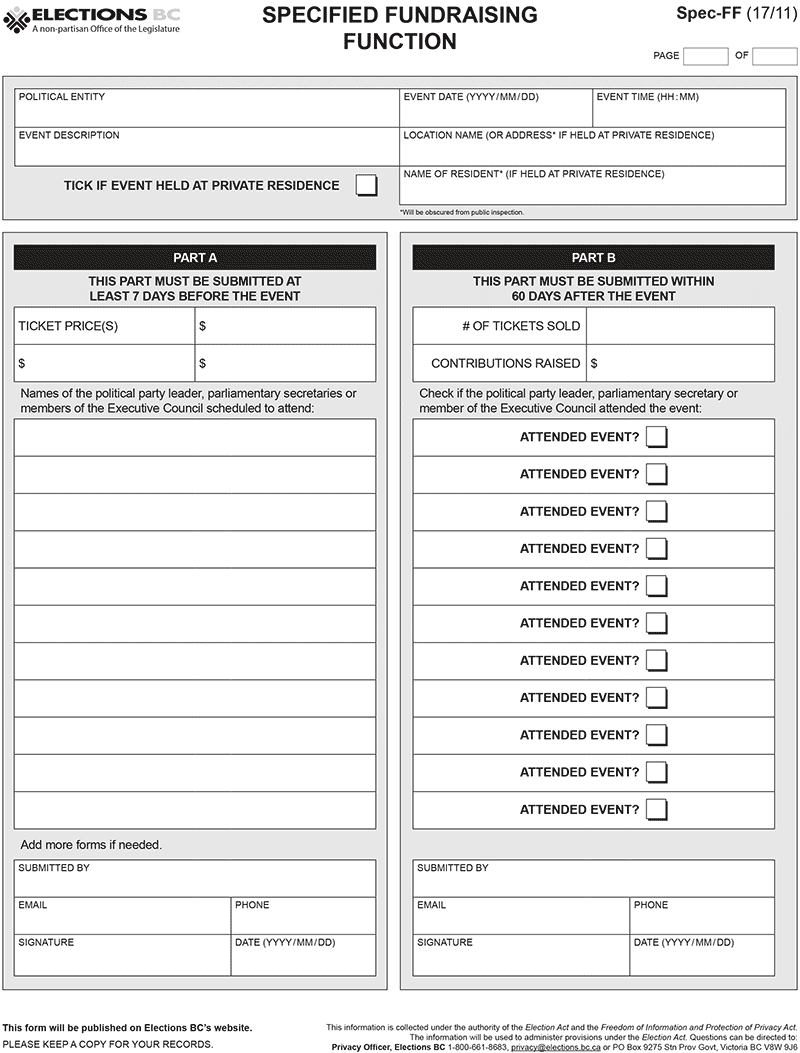 ELECTIONS BC
A non-partisan Office of the Legislature
SPECIFIED FUNDRAISING
FUNCTION
Spec-FF (17/11)
PAGE OF
POLITICAL ENTITY
EVENT DATE (YYYY/MM/DD)
EVENT TIME (HH:MM)
EVENT DESCRIPTION
LOCATION NAME (OR ADDRESS* IF HELD AT PRIVATE RESIDENCE)
TICK IF EVENT HELD AT PRIVATE RESIDENCE
NAME OF RESIDENT* (IF HELD AT PRIVATE RESIDENCE)
*Will be obscured from public inspection.
PART A
THIS PART MUST BE SUBMITTED AT
LEAST 7 DAYS BEFORE THE EVENT
TICKET PRICE(S) $
$ $
Names of the political party leader, parliamentary secretaries or
members of the Executive Council scheduled to attend:
Add more forms if needed.
SUBMITTED BY
EMAIL PHONE
SIGNATURE DATE (YYYY/MM/DD)
PART B
THIS PART MUST BE SUBMITTED WITHIN
60 DAYS AFTER THE EVENT
# OF TICKETS SOLD
CONTRIBUTIONS RAISED $
Check if the political party leader, parliamentary secretary or
member of the Executive Council attended the event:
ATTENDED EVENT?
ATTENDED EVENT?
ATTENDED EVENT?
ATTENDED EVENT?
ATTENDED EVENT?
ATTENDED EVENT?
ATTENDED EVENT?
ATTENDED EVENT?
ATTENDED EVENT?
ATTENDED EVENT?
ATTENDED EVENT?
SUBMITTED BY
EMAIL PHONE
SIGNATURE DATE (YYYY/MM/DD)
This form will be published on Elections BC's website.
PLEASE KEEP A COPY FOR YOUR RECORDS.
This information is collected under the authority of the Election Act and the Freedom of Information and Protection of Privacy Act.
The information will be used to administer provisions under the Election Act. Questions can be directed to:
Privacy Officer, Elections BC 1-800-661-8683, privacy@elections.bc.ca or PO Box 9275 Stn Prov Govt, Victoria BC V8W 9J6